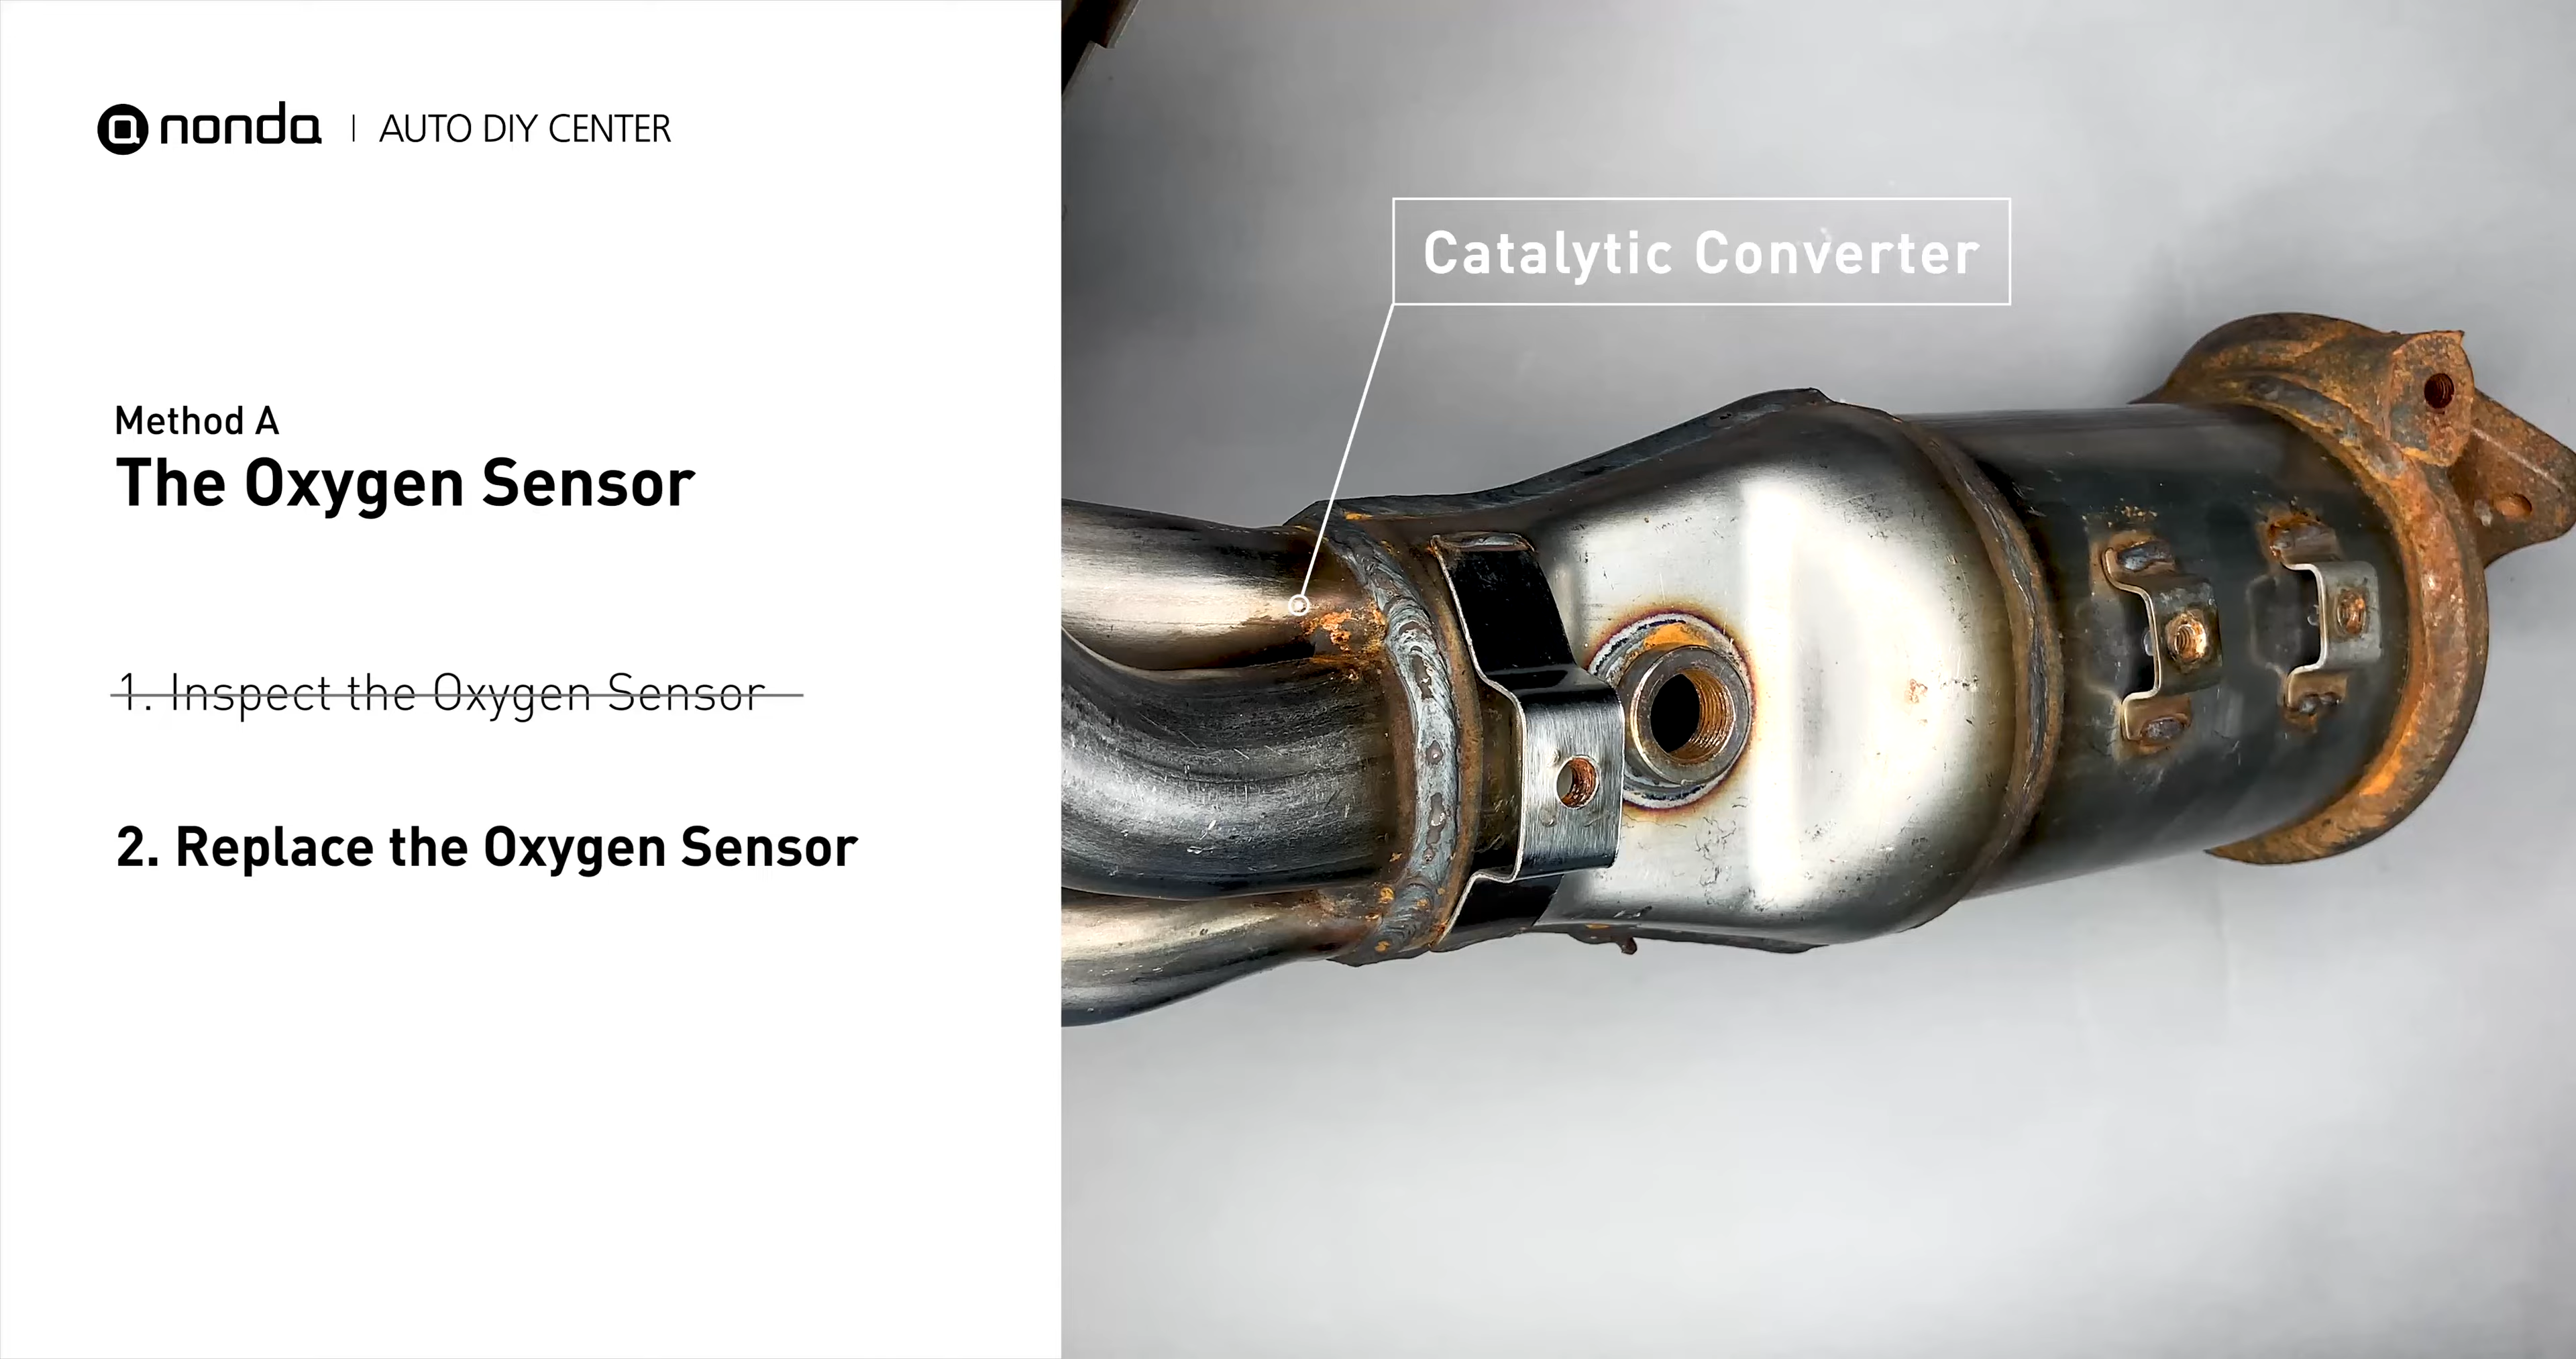 nonda | AUTO DIY CENTER
Catalytic Converter
Method A
The Oxygen Sensor
1. Inspect the Oxygen Sensor
2. Replace the Oxygen Sensor